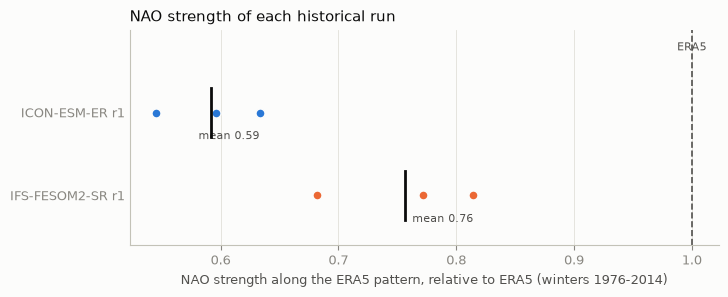 NAO strength of each historical run
ERA5
ICON-ESM-ER r1
mean 0.59
IFS-FESOM2-SR r1
mean 0.76
0.6 0.7 0.8 0.9 1.0
NAO strength along the ERA5 pattern, relative to ERA5 (winters 1976-2014)